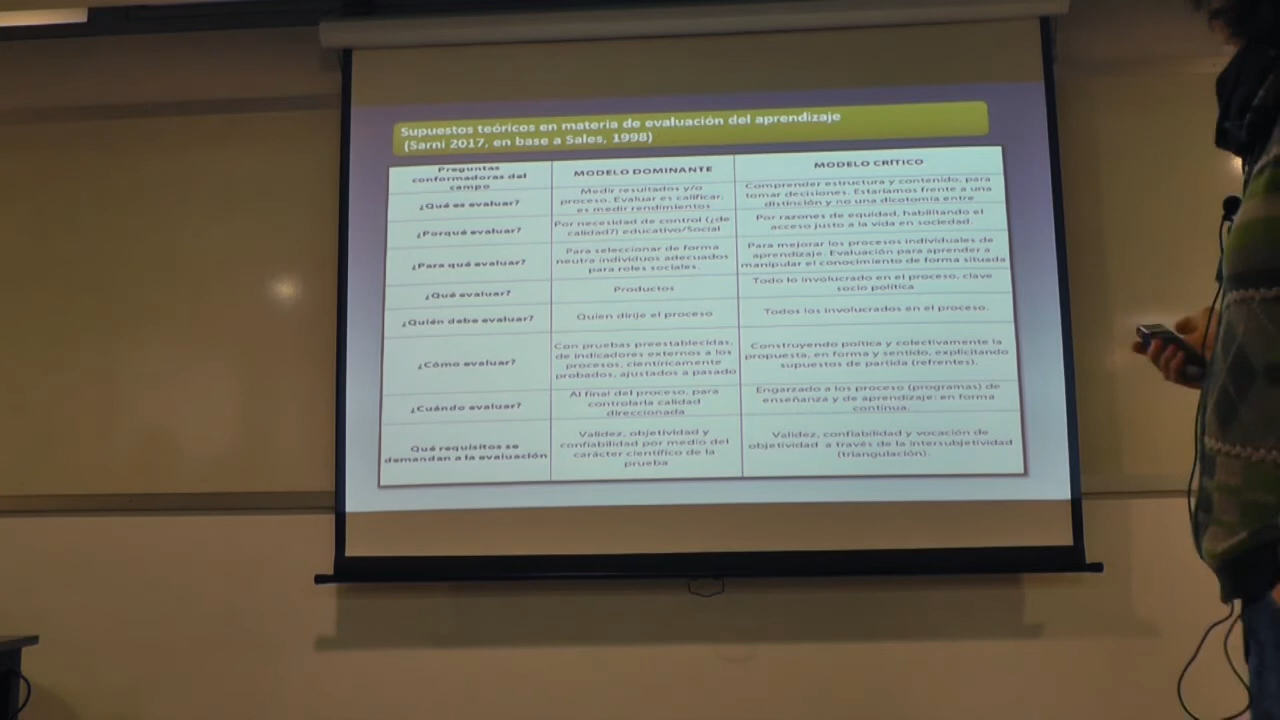 Supuestos teóricos en materia de evaluación del aprendizaje
(Sarni 2017, en base a Sales, 1998)
Preguntas
conformadoras del
campo
MODELO DOMINANTE
MODELO CRÍTICO
¿Qué es evaluar?
Medir resultados y/o
proceso. Evaluar es calificar,
es medir rendimientos
Comprender estructura y contenido, para
tomar decisiones. Estaríamos frente a una
distinción y no una dicotomía entre
¿Porqué evaluar?
Por necesidad de control (¿de
calidad?) educativo/Social
Por razones de equidad, habilitando el
acceso justo a la vida en sociedad.
¿Para qué evaluar?
Para seleccionar de forma
neutra individuos adecuados
para roles sociales.
Para mejorar los procesos individuales de
aprendizaje. Evaluación para aprender a
manipular el conocimiento de forma situada
¿Qué evaluar?
Productos
Todo lo involucrado en el proceso, clave
socio política
¿Quién debe evaluar?
Quien dirije el proceso
Todos los involucrados en el proceso.
¿Cómo evaluar?
Con pruebas preestablecidas,
de indicadores externos a los
procesos, científicamente
probados, ajustados a pasado
Construyendo política y colectivamente la
propuesta, en forma y sentido, explicitando
supuestos de partida (refrentes).
¿Cuándo evaluar?
Al final del proceso, para
controlarla calidad
direccionada
Engarzado a los proceso (programas) de
enseñanza y de aprendizaje: en forma
continua.
Qué requisitos se
demandan a la evaluación
Validez, objetividad y
confiabilidad por medio del
carácter científico de la
prueba
Validez, confiabilidad y vocación de
objetividad a través de la intersubjetividad
(triangulación).